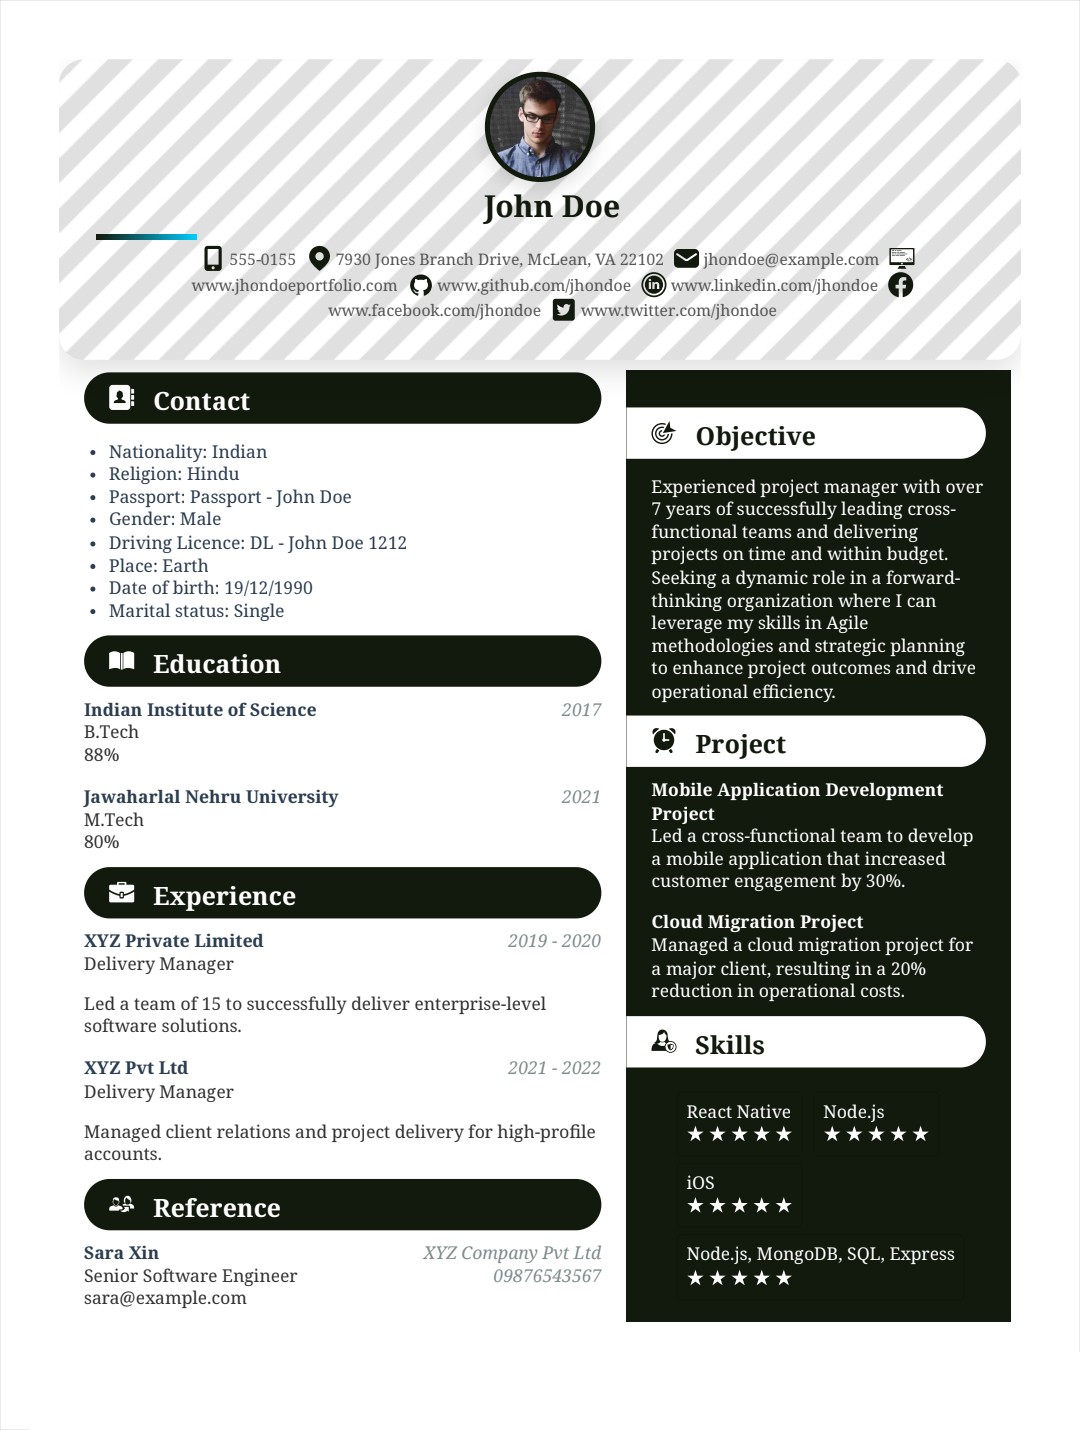 John Doe
555-0155 7930 Jones Branch Drive, McLean, VA 22102 jhondoe@example.com
www.jhondoeportfolio.com www.github.com/jhondoe www.linkedin.com/jhondoe
www.facebook.com/jhondoe www.twitter.com/jhondoe
Contact
• Nationality: Indian
• Religion: Hindu
• Passport: Passport - John Doe
• Gender: Male
• Driving Licence: DL - John Doe 1212
• Place: Earth
• Date of birth: 19/12/1990
• Marital status: Single
Education
Indian Institute of Science 2017
B.Tech
88%
Jawaharlal Nehru University 2021
M.Tech
80%
Experience
XYZ Private Limited 2019 - 2020
Delivery Manager
Led a team of 15 to successfully deliver enterprise-level
software solutions.
XYZ Pvt Ltd 2021 - 2022
Delivery Manager
Managed client relations and project delivery for high-profile
accounts.
Reference
Sara Xin XYZ Company Pvt Ltd
Senior Software Engineer 09876543567
sara@example.com
Objective
Experienced project manager with over
7 years of successfully leading cross-
functional teams and delivering
projects on time and within budget.
Seeking a dynamic role in a forward-
thinking organization where I can
leverage my skills in Agile
methodologies and strategic planning
to enhance project outcomes and drive
operational efficiency.
Project
Mobile Application Development
Project
Led a cross-functional team to develop
a mobile application that increased
customer engagement by 30%.
Cloud Migration Project
Managed a cloud migration project for
a major client, resulting in a 20%
reduction in operational costs.
Skills
React Native Node.js
★★★★★ ★★★★★
iOS
★★★★★
Node.js, MongoDB, SQL, Express
★★★★★